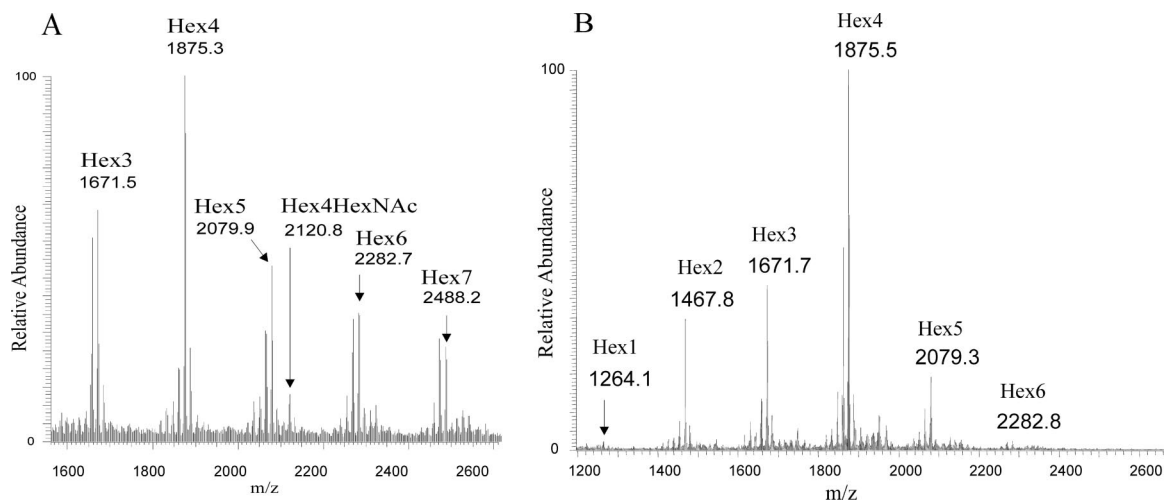 A
Hex4
1875.3
100
Hex3
1671.5
Hex5
2079.9
Hex4HexNAc
2120.8
Hex6
2282.7
Hex7
2488.2
Relative Abundance
0
1600
1800
2000
2200
2400
2600
m/z
B
Hex4
1875.5
100
Hex3
1671.7
Hex2
1467.8
Hex1
1264.1
Hex5
2079.3
Hex6
2282.8
Relative Abundance
0
1200
1400
1600
1800
2000
2200
2400
2600
m/z